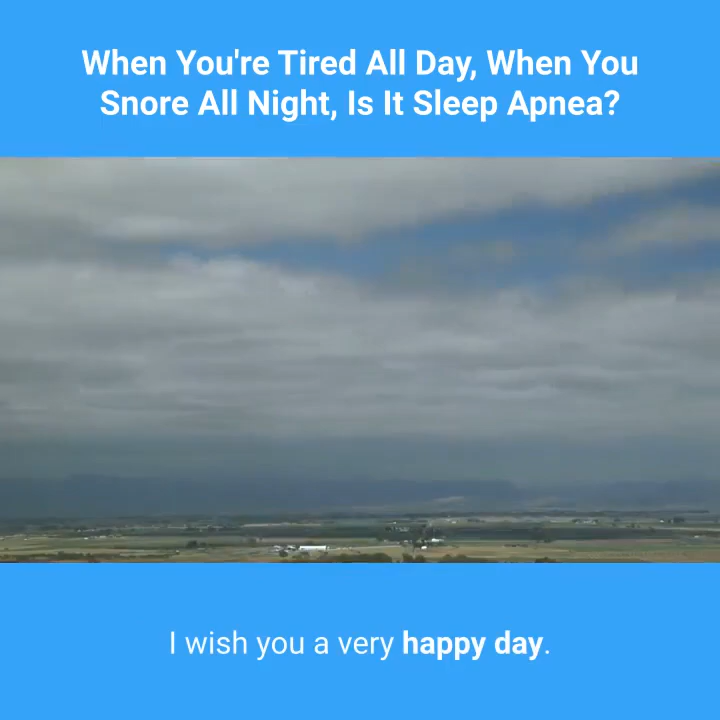 When You're Tired All Day, When You
Snore All Night, Is It Sleep Apnea?
I wish you a very happy day.